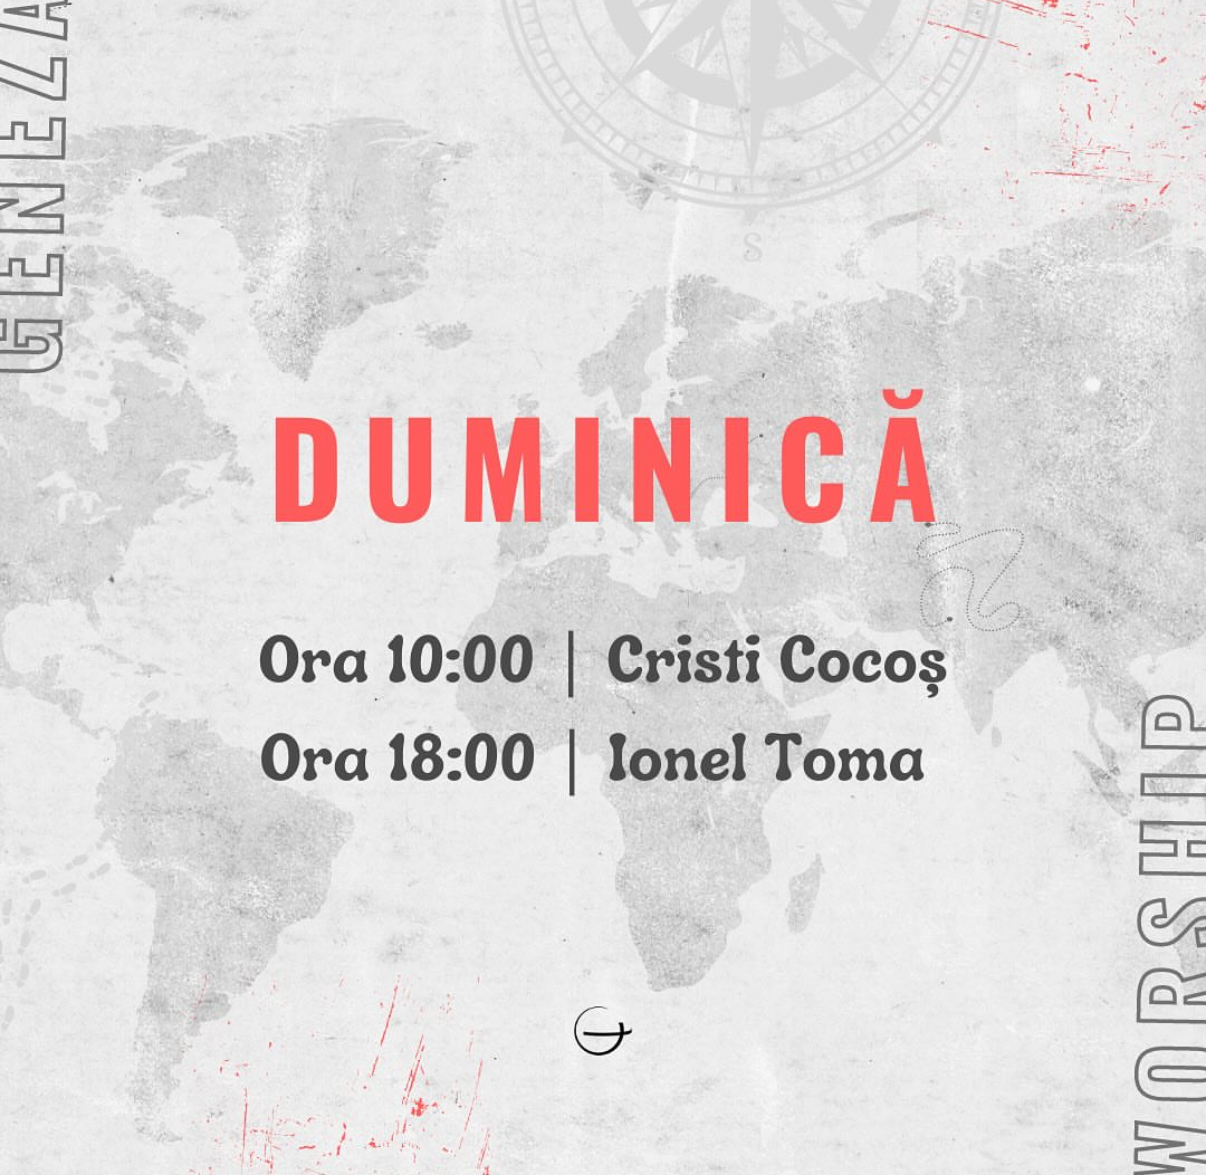 GENEZA
S
DUMINICĂ
Ora 10:00 | Cristi Cocoș
Ora 18:00 | Ionel Toma
WORSHIP